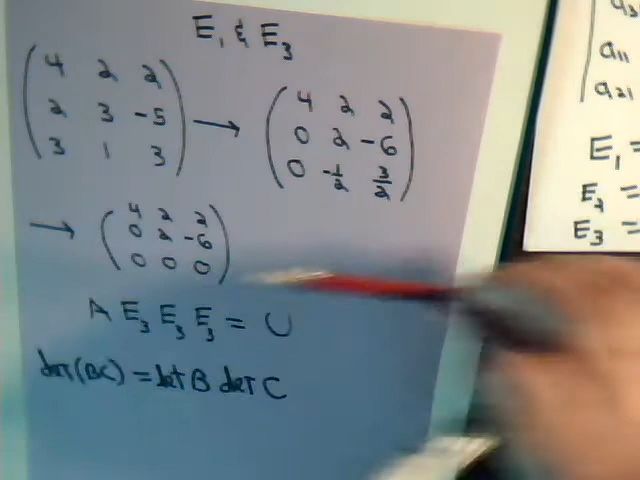 E₁ & E₃
( 4 2 2 ; 2 3 -5 ; 3 1 3 ) → ( 4 2 2 ; 0 2 -6 ; 0 -1/2 3/2 )
→ ( 4 2 2 ; 0 2 -6 ; 0 0 0 )
A E₃ E₃ E₃ = U
det(BC) = det B det C
a₁₁
a₂₁
E₁ =
E₂ =
E₃ =